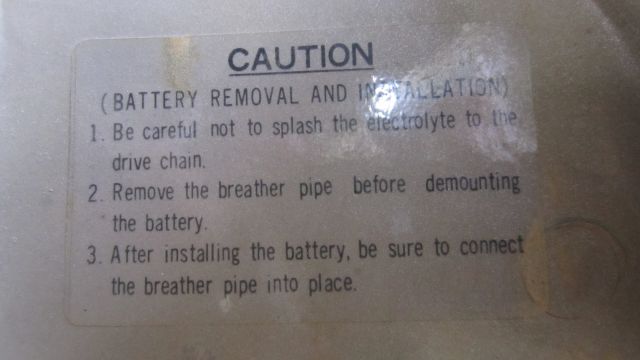 CAUTION
(BATTERY REMOVAL AND INSTALLATION)
1. Be careful not to splash the electrolyte to the
drive chain.
2. Remove the breather pipe before demounting
the battery.
3. After installing the battery, be sure to connect
the breather pipe into place.